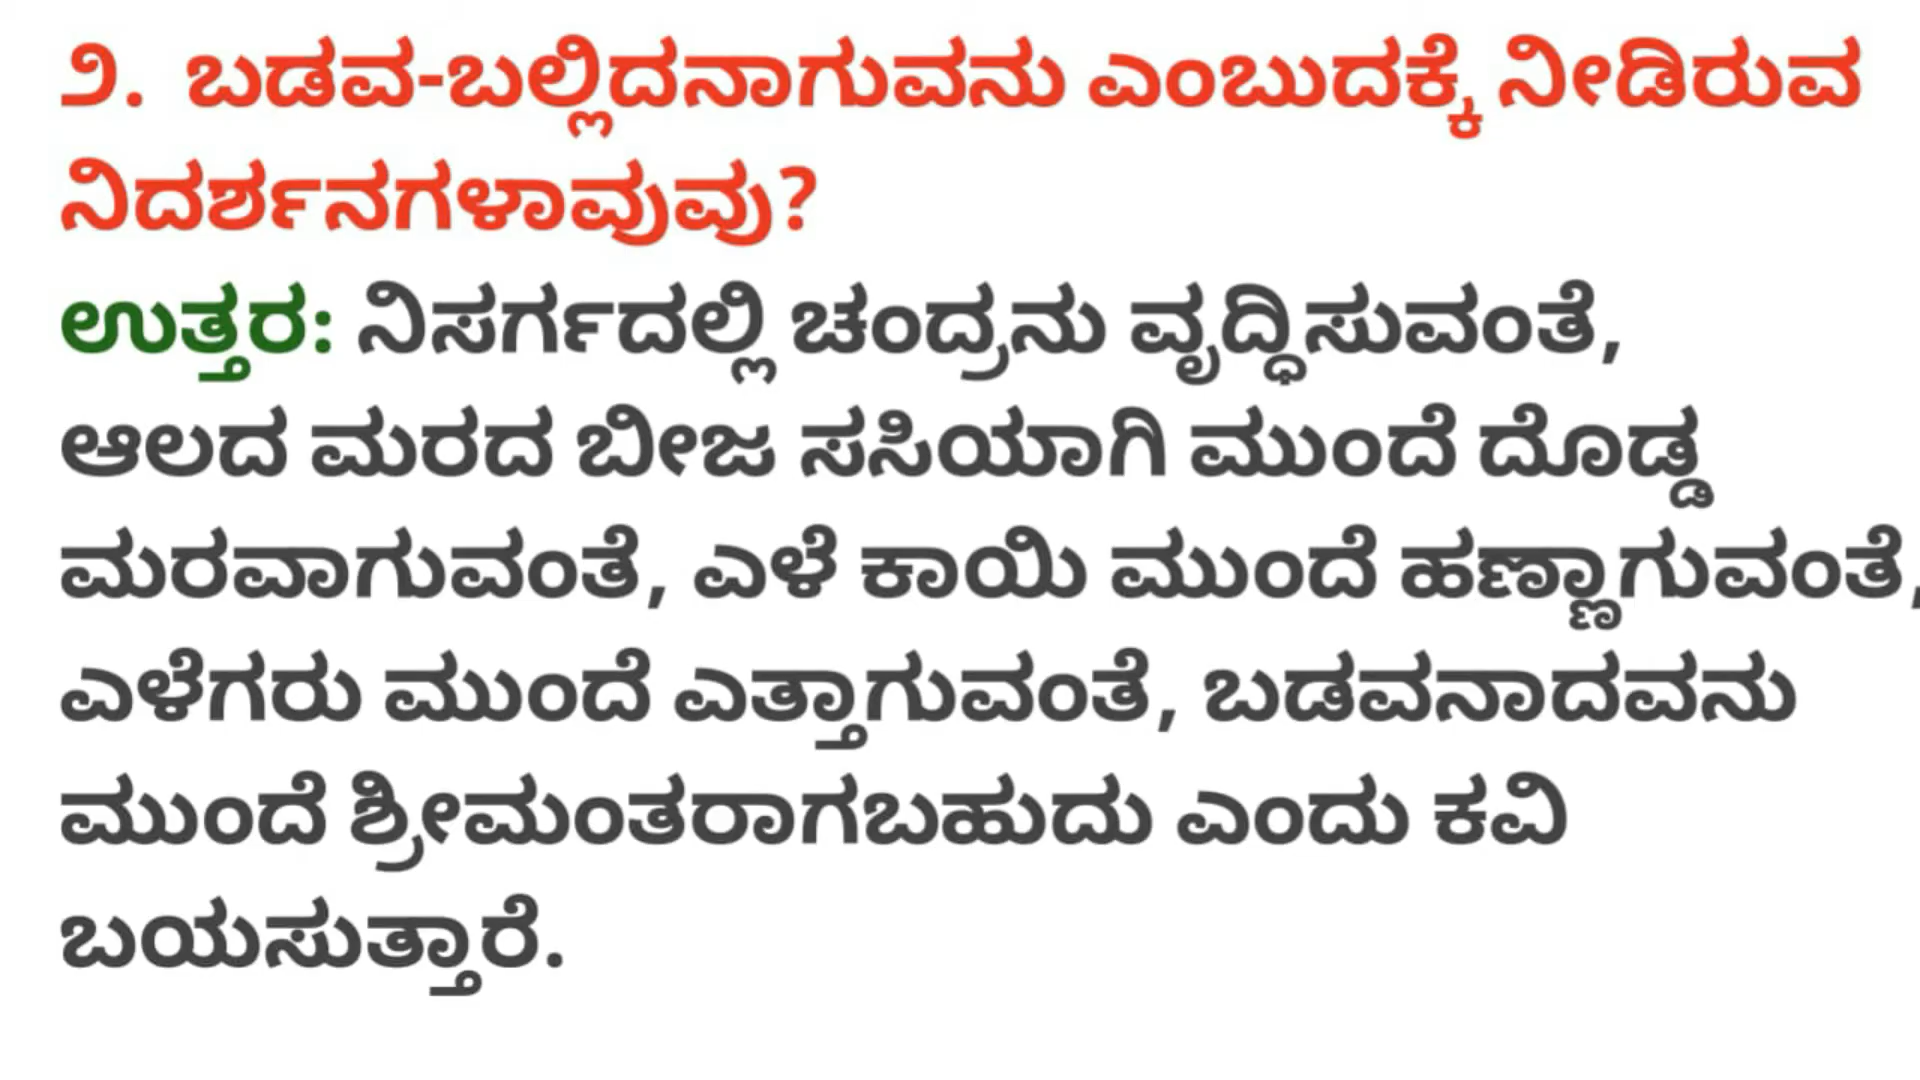 ೨. ಬಡವ-ಬಲ್ಲಿದನಾಗುವನು ಎಂಬುದಕ್ಕೆ ನೀಡಿರುವ
ನಿದರ್ಶನಗಳಾವುವು?
ಉತ್ತರ: ನಿಸರ್ಗದಲ್ಲಿ ಚಂದ್ರನು ವೃದ್ಧಿಸುವಂತೆ,
ಆಲದ ಮರದ ಬೀಜ ಸಸಿಯಾಗಿ ಮುಂದೆ ದೊಡ್ಡ
ಮರವಾಗುವಂತೆ, ಎಳೆ ಕಾಯಿ ಮುಂದೆ ಹಣ್ಣಾಗುವಂತೆ,
ಎಳೆಗರು ಮುಂದೆ ಎತ್ತಾಗುವಂತೆ, ಬಡವನಾದವನು
ಮುಂದೆ ಶ್ರೀಮಂತರಾಗಬಹುದು ಎಂದು ಕವಿ
ಬಯಸುತ್ತಾರೆ.